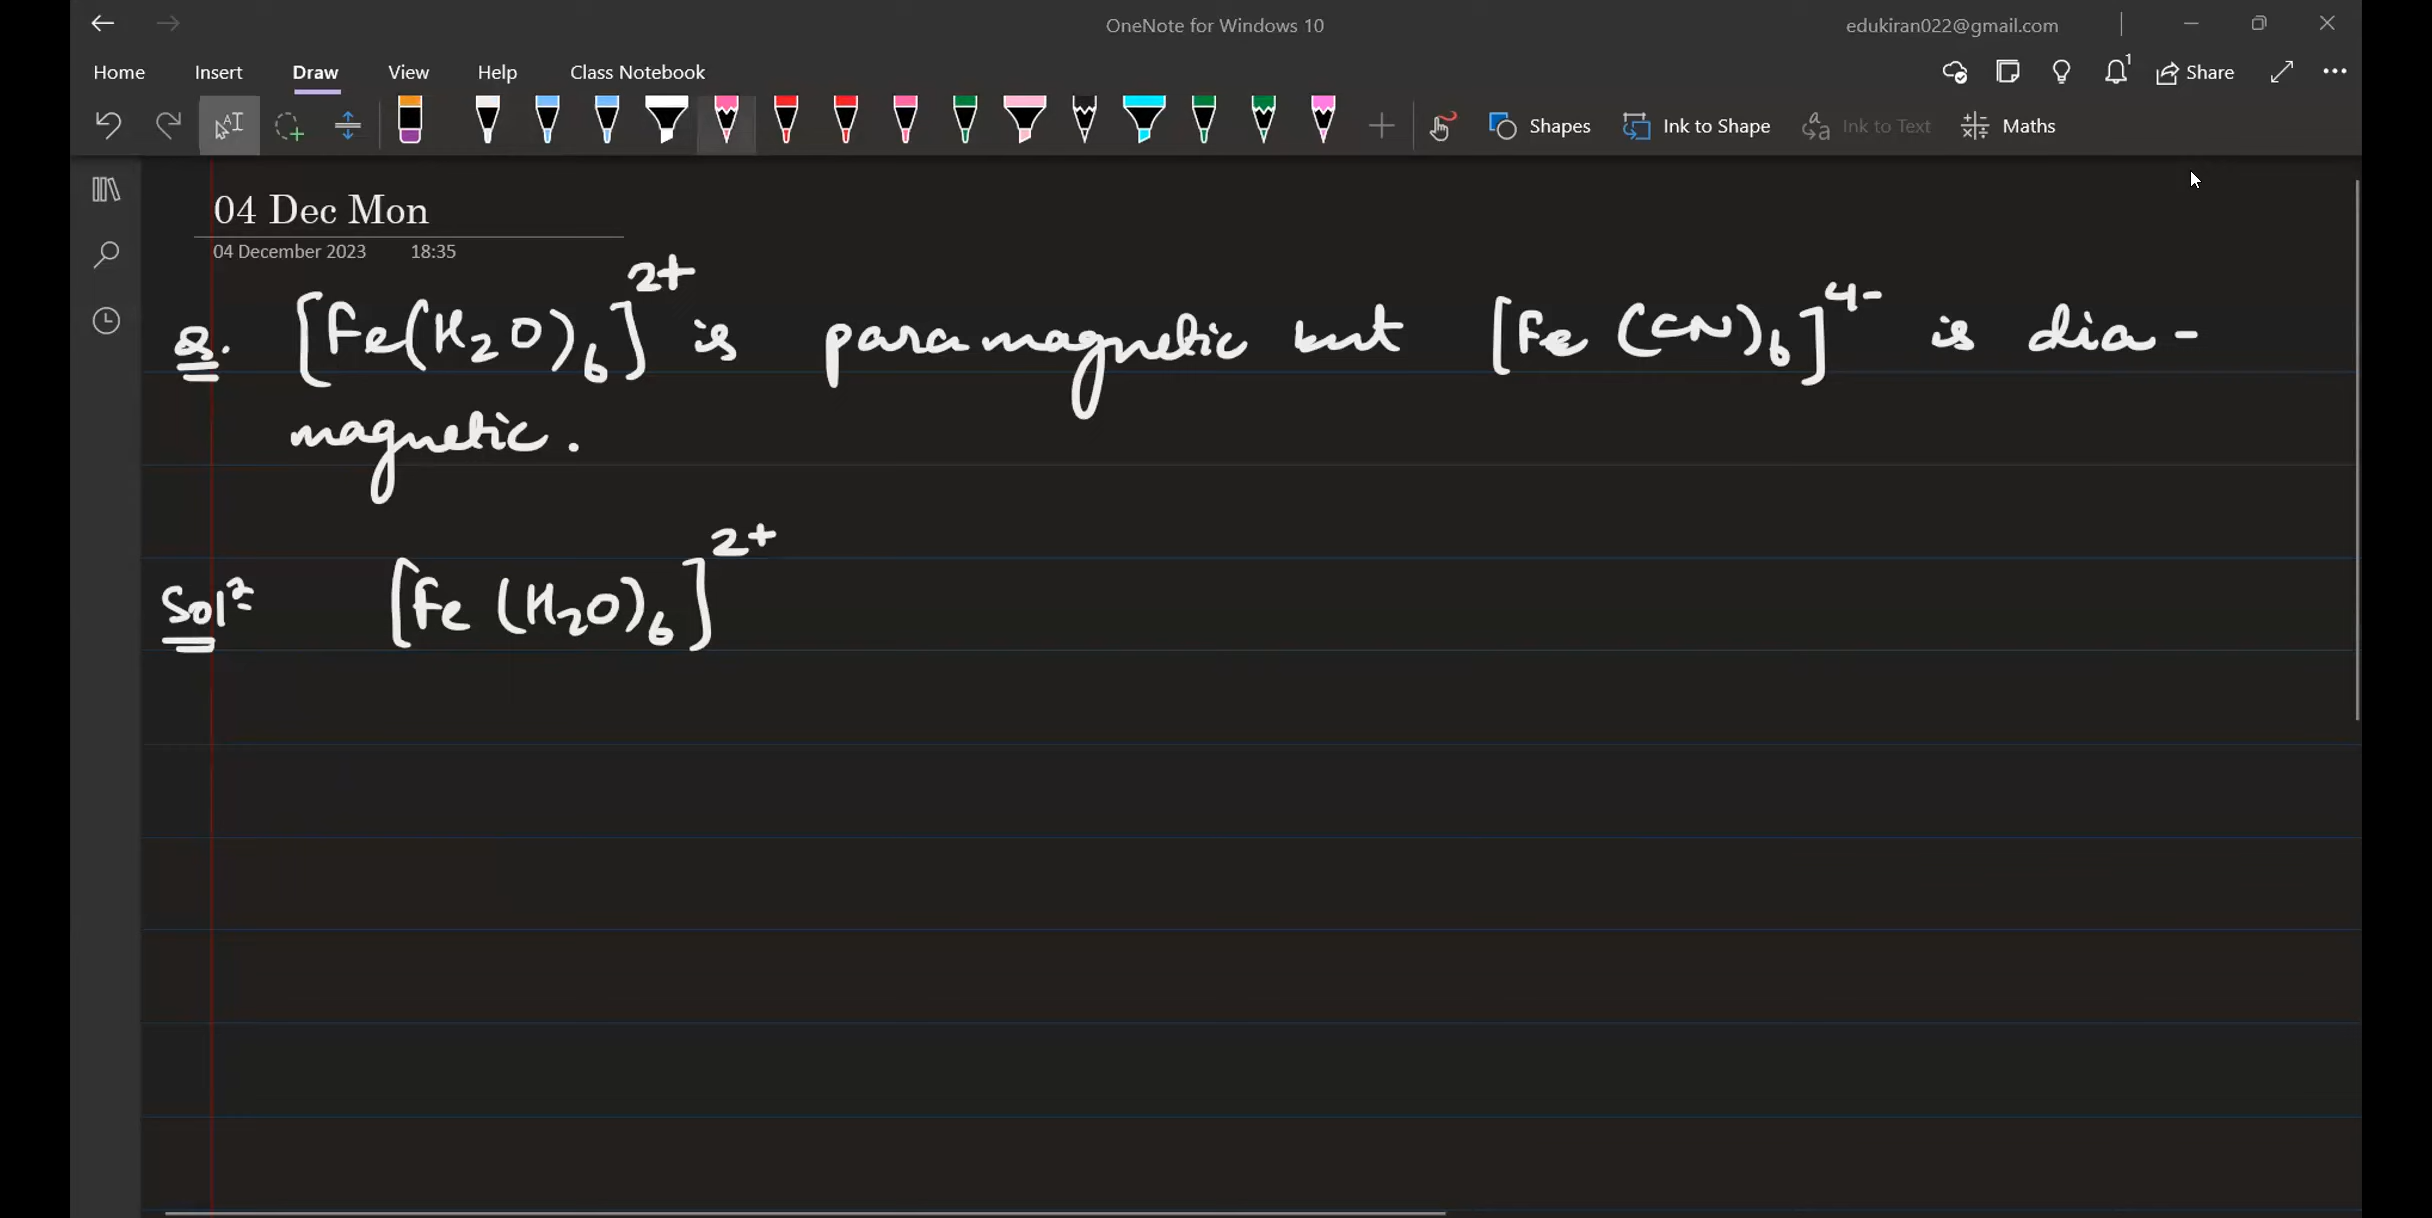 OneNote for Windows 10
edukiran022@gmail.com
Home Insert Draw View Help Class Notebook
1 Share
Shapes Ink to Shape Ink to Text Maths
04 Dec Mon
04 December 2023 18:35
Q. [Fe(H₂O)₆]²⁺ is paramagnetic but [Fe(CN)₆]⁴⁻ is dia-
magnetic.
Solⁿ [Fe(H₂O)₆]²⁺